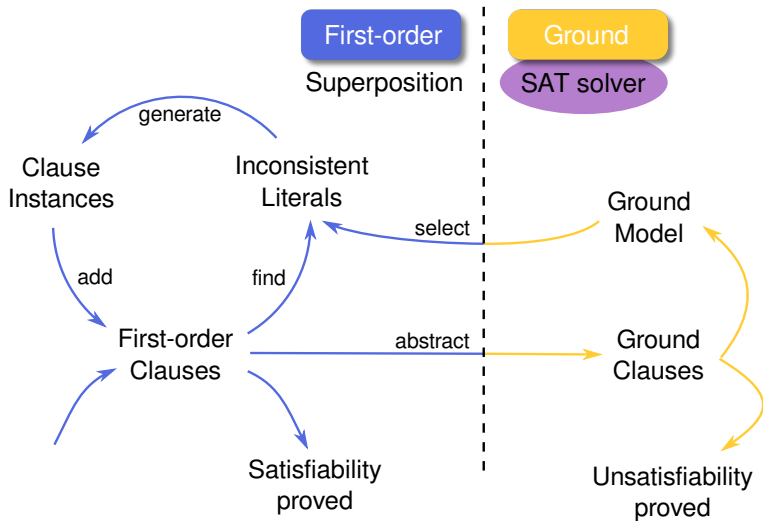 First-order
Ground
Superposition
SAT solver
generate
Clause
Instances
Inconsistent
Literals
Ground
Model
select
add
find
First-order
Clauses
abstract
Ground
Clauses
Satisfiability
proved
Unsatisfiability
proved